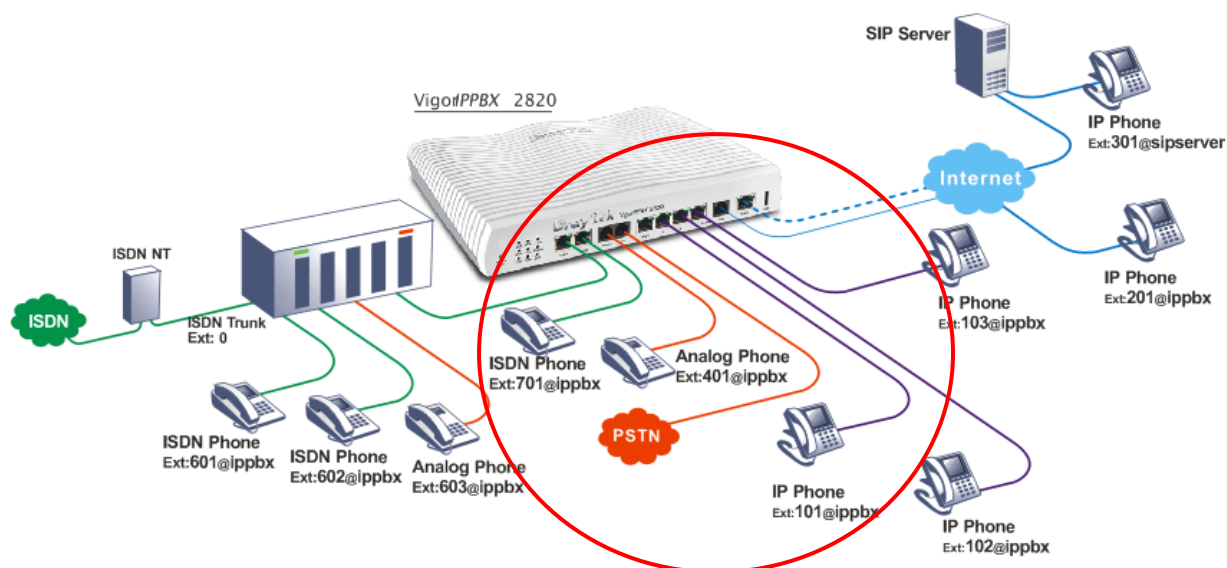 SIP Server
VigorIPPBX 2820
IP Phone
Ext:301@sipserver
Internet
ISDN NT
DrayTek
IP Phone
Ext:201@ippbx
IP Phone
Ext:103@ippbx
ISDN
ISDN Trunk
Ext: 0
ISDN Phone
Ext:701@ippbx
Analog Phone
Ext:401@ippbx
PSTN
ISDN Phone
Ext:601@ippbx
ISDN Phone
Ext:602@ippbx
Analog Phone
Ext:603@ippbx
IP Phone
Ext:101@ippbx
IP Phone
Ext:102@ippbx